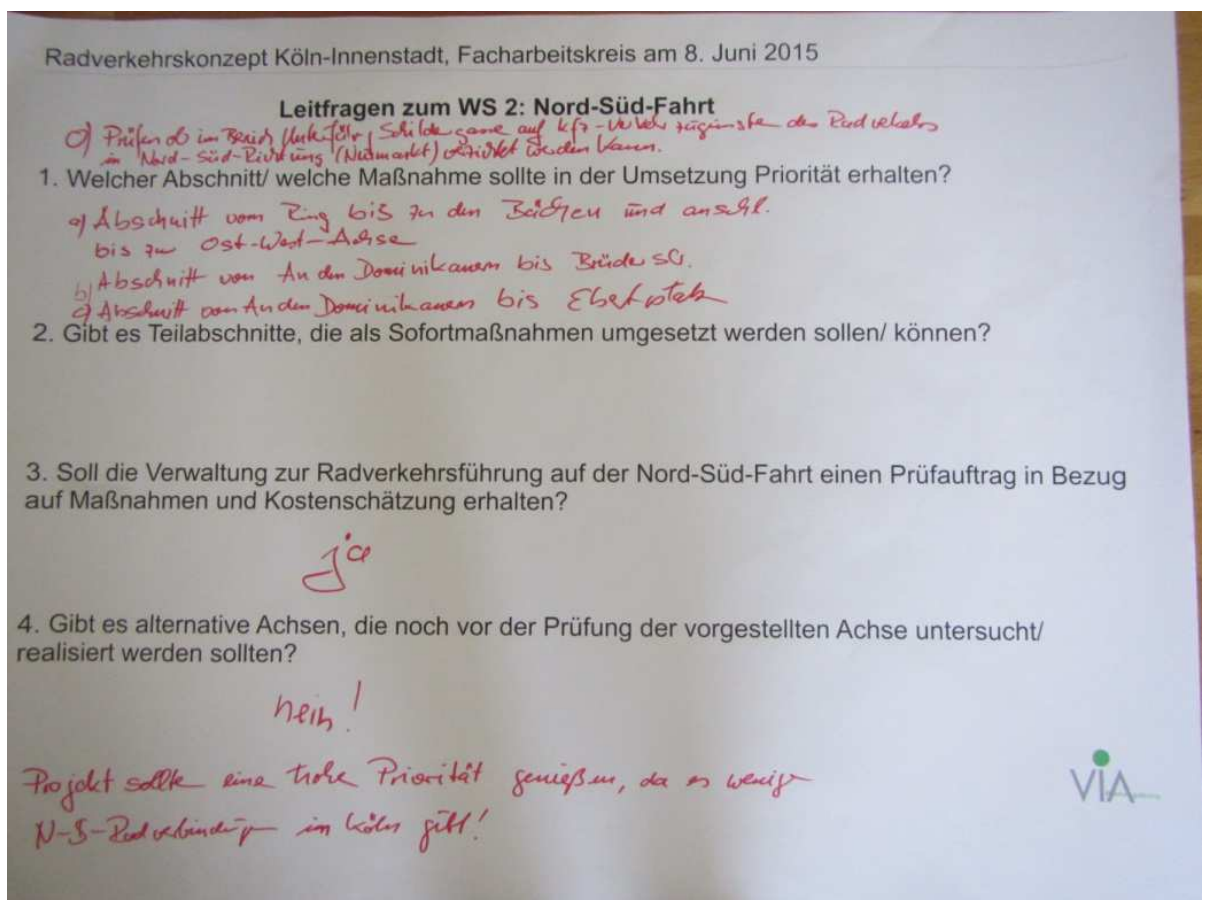 Radverkehrskonzept Köln-Innenstadt, Facharbeitskreis am 8. Juni 2015
Leitfragen zum WS 2: Nord-Süd-Fahrt
Prüfen ob im Bereich auf Kfz-Verkehr zugunsten des Radverkehrs
in Nord-Süd-Richtung (Neumarkt) verzichtet werden kann.
1. Welcher Abschnitt/ welche Maßnahme sollte in der Umsetzung Priorität erhalten?
a) Abschnitt vom Ring bis zu den Bächen und anschl.
bis zur Ost-West-Achse
b) Abschnitt von An den Dominikanern bis
c) Abschnitt von An den Dominikanern bis Ebertplatz
2. Gibt es Teilabschnitte, die als Sofortmaßnahmen umgesetzt werden sollen/ können?
3. Soll die Verwaltung zur Radverkehrsführung auf der Nord-Süd-Fahrt einen Prüfauftrag in Bezug
auf Maßnahmen und Kostenschätzung erhalten?
ja
4. Gibt es alternative Achsen, die noch vor der Prüfung der vorgestellten Achse untersucht/
realisiert werden sollten?
nein!
Projekt sollte eine hohe Priorität genießen, da es wenige
N-S-Radverbindungen in Köln gibt!
VIA